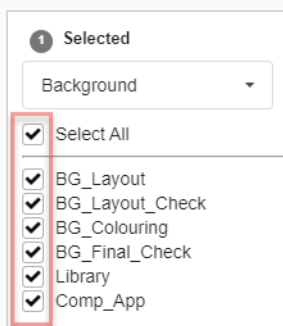 1 Selected
Background
Select All
BG_Layout
BG_Layout_Check
BG_Colouring
BG_Final_Check
Library
Comp_App